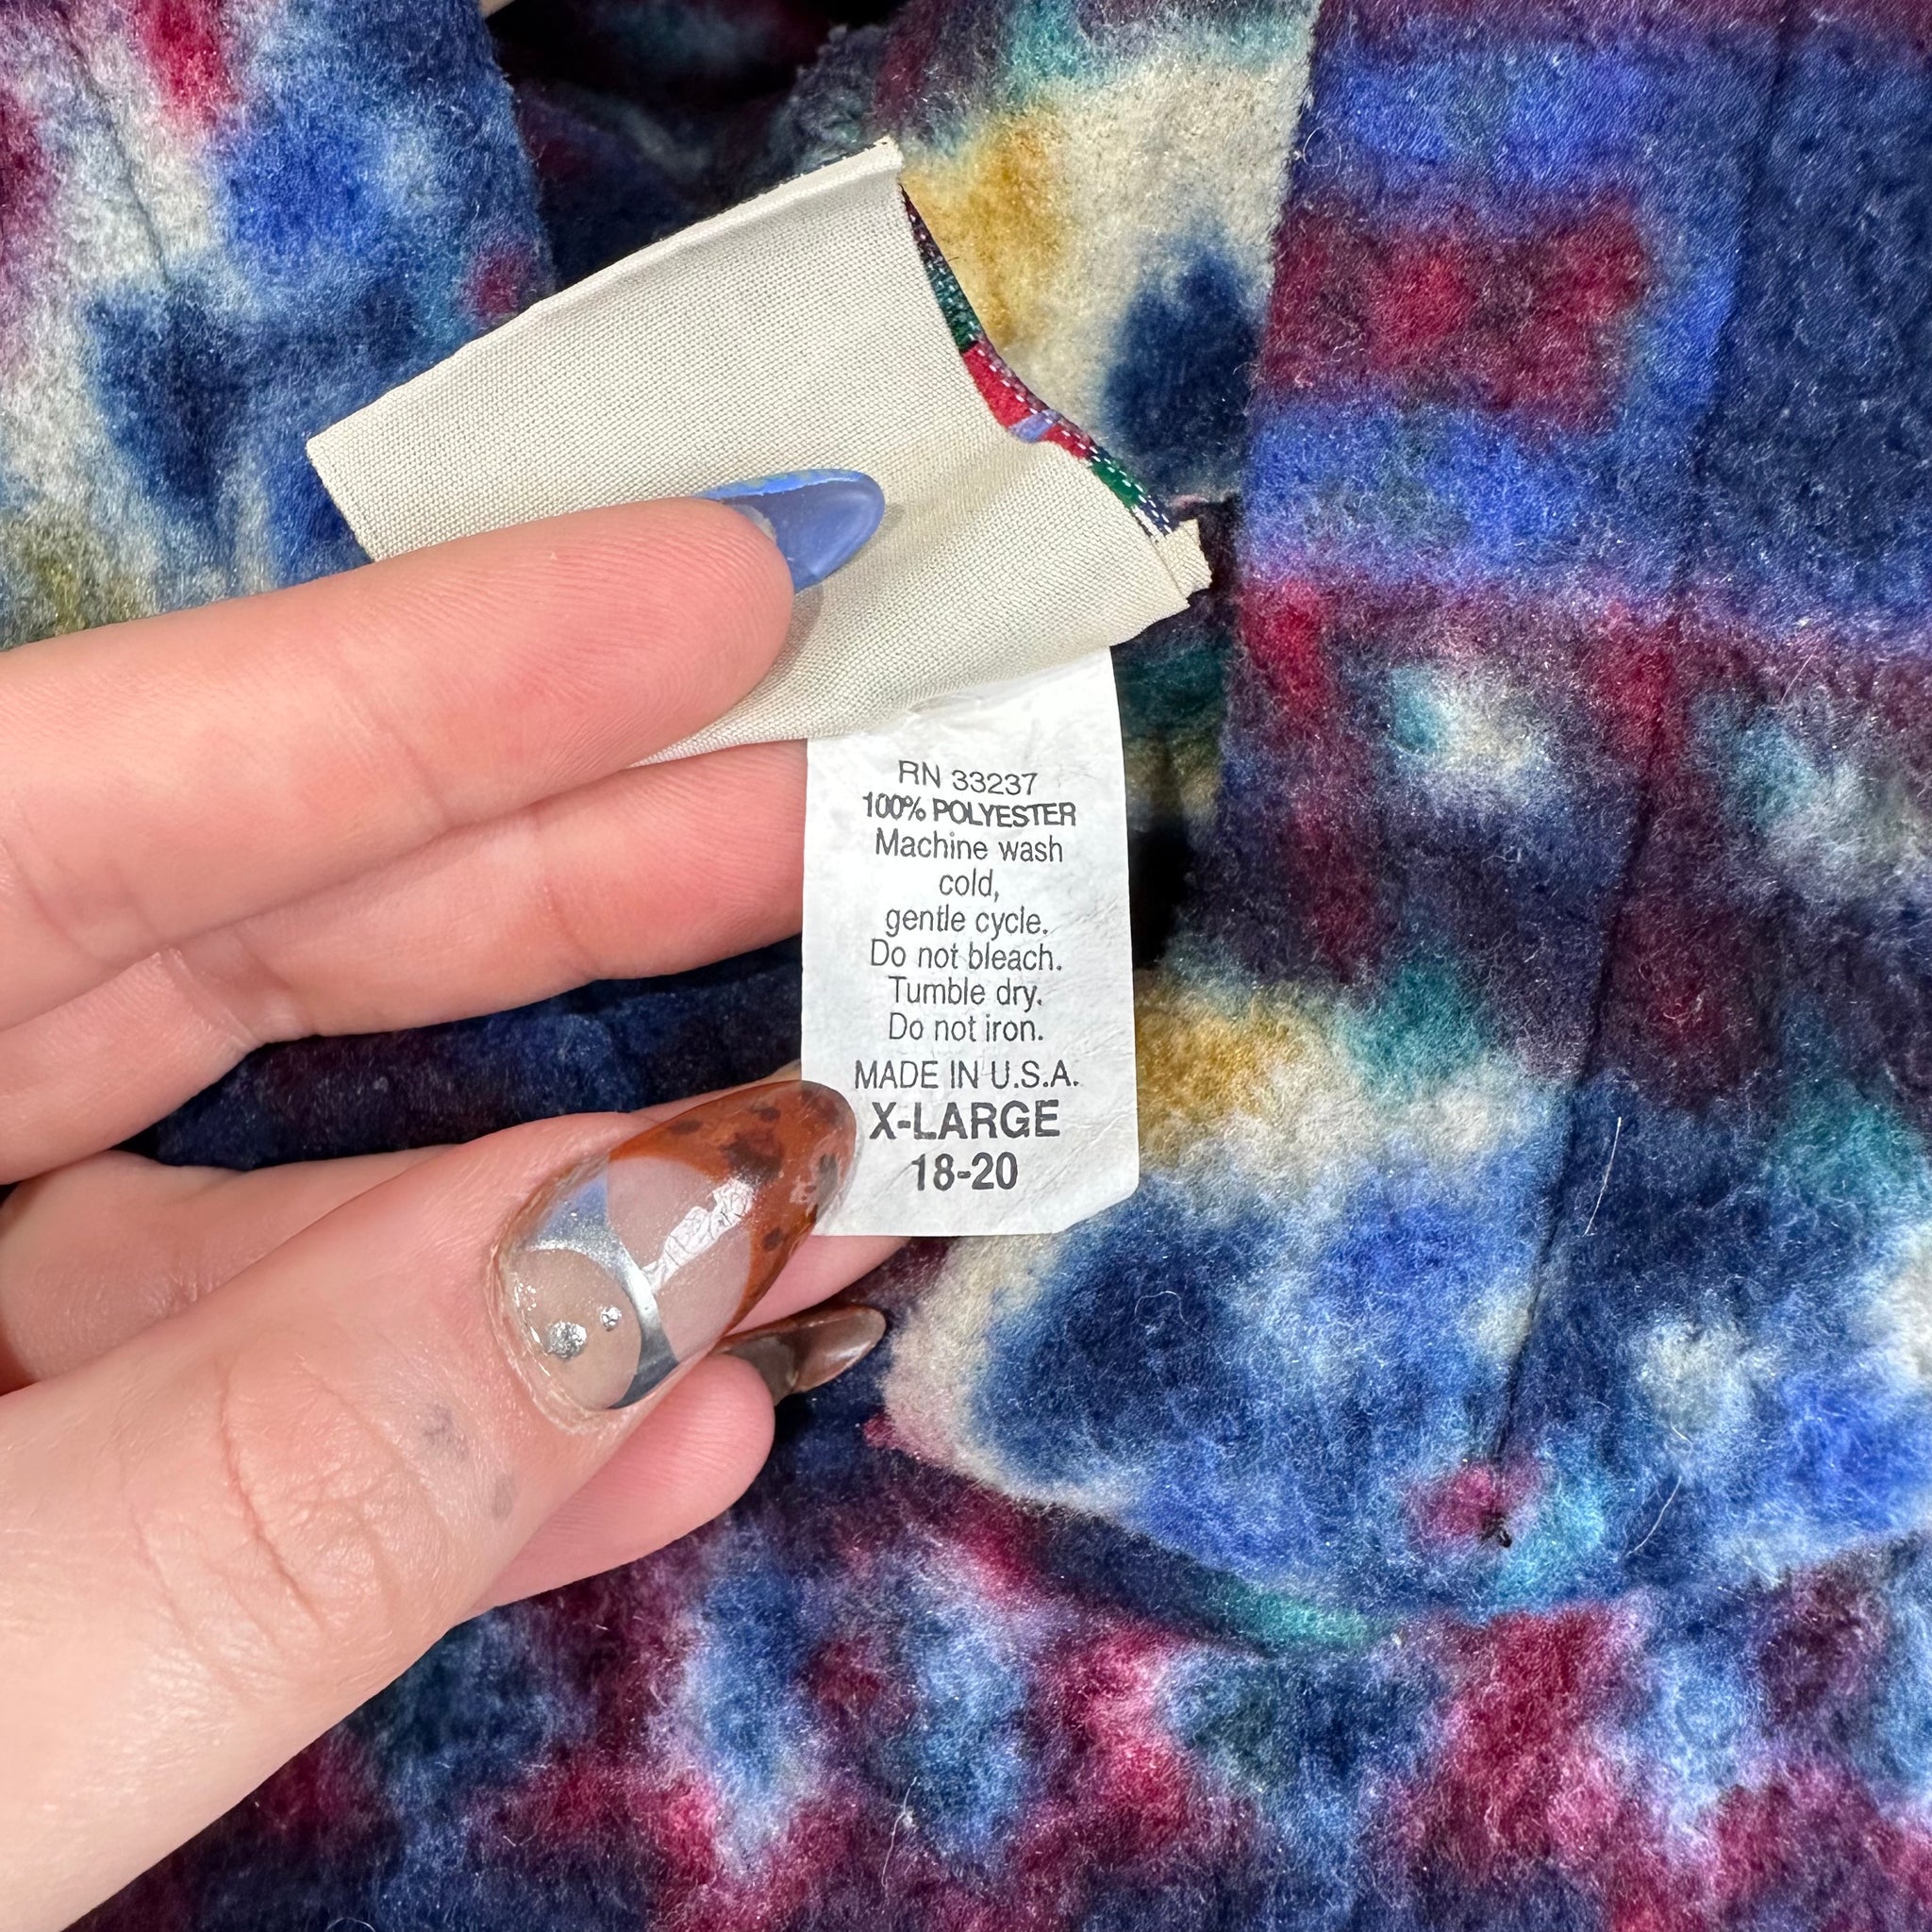 RN 33237
100% POLYESTER
Machine wash
cold,
gentle cycle.
Do not bleach.
Tumble dry.
Do not iron.
MADE IN U.S.A.
X-LARGE
18-20